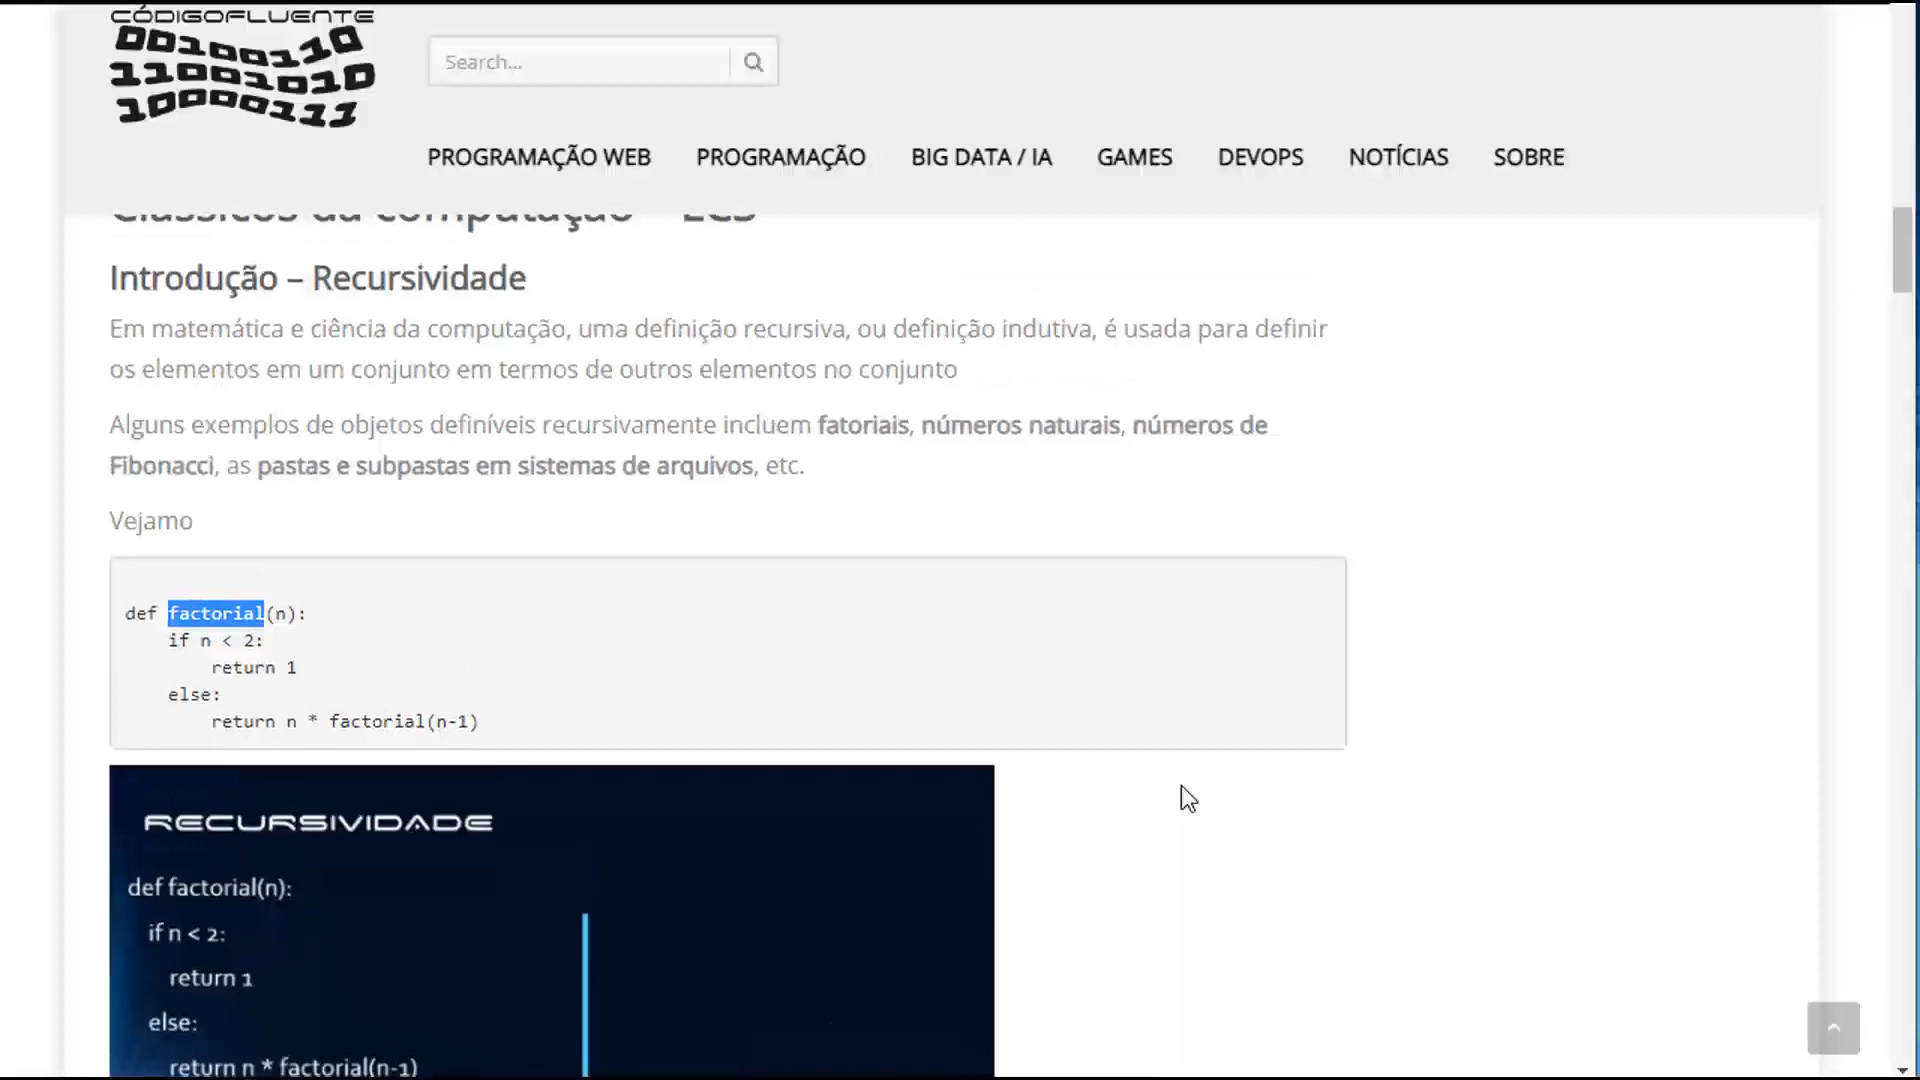 CÓDIGOFLUENTE
00100110
11001010
10000111
Search...
PROGRAMAÇÃO WEB PROGRAMAÇÃO BIG DATA / IA GAMES DEVOPS NOTÍCIAS SOBRE
Clássicos da computação –
Introdução – Recursividade
Em matemática e ciência da computação, uma definição recursiva, ou definição indutiva, é usada para definir
os elementos em um conjunto em termos de outros elementos no conjunto
Alguns exemplos de objetos definíveis recursivamente incluem fatoriais, números naturais, números de
Fibonacci, as pastas e subpastas em sistemas de arquivos, etc.
Vejamo
def factorial(n):
    if n < 2:
        return 1
    else:
        return n * factorial(n-1)
RECURSIVIDADE
def factorial(n):
if n < 2:
return 1
else:
return n * factorial(n-1)